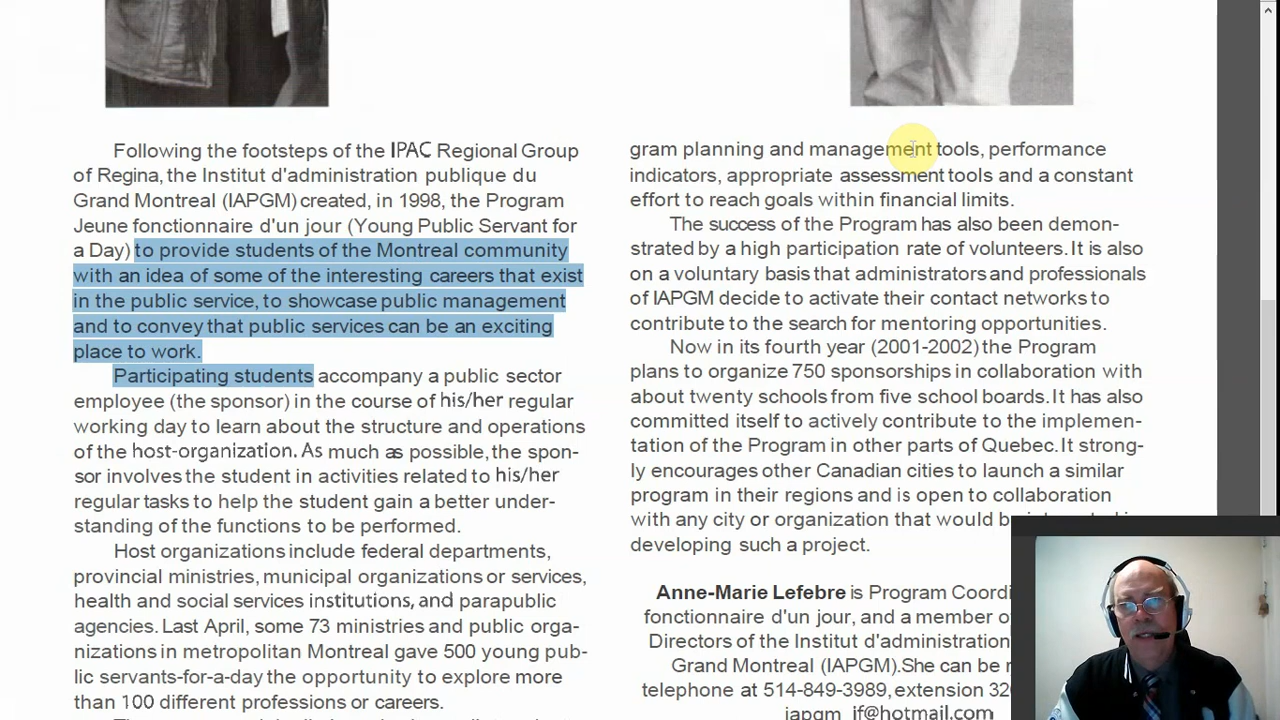 Following the footsteps of the IPAC Regional Group
of Regina, the Institut d'administration publique du
Grand Montreal (IAPGM) created, in 1998, the Program
Jeune fonctionnaire d'un jour (Young Public Servant for
a Day) to provide students of the Montreal community
with an idea of some of the interesting careers that exist
in the public service, to showcase public management
and to convey that public services can be an exciting
place to work.
Participating students accompany a public sector
employee (the sponsor) in the course of his/her regular
working day to learn about the structure and operations
of the host-organization. As much as possible, the spon-
sor involves the student in activities related to his/her
regular tasks to help the student gain a better under-
standing of the functions to be performed.
Host organizations include federal departments,
provincial ministries, municipal organizations or services,
health and social services institutions, and parapublic
agencies. Last April, some 73 ministries and public orga-
nizations in metropolitan Montreal gave 500 young pub-
lic servants-for-a-day the opportunity to explore more
than 100 different professions or careers.
gram planning and management tools, performance
indicators, appropriate assessment tools and a constant
effort to reach goals within financial limits.
The success of the Program has also been demon-
strated by a high participation rate of volunteers. It is also
on a voluntary basis that administrators and professionals
of IAPGM decide to activate their contact networks to
contribute to the search for mentoring opportunities.
Now in its fourth year (2001-2002) the Program
plans to organize 750 sponsorships in collaboration with
about twenty schools from five school boards. It has also
committed itself to actively contribute to the implemen-
tation of the Program in other parts of Quebec. It strong-
ly encourages other Canadian cities to launch a similar
program in their regions and is open to collaboration
with any city or organization that would
developing such a project.
Anne-Marie Lefebre is Program Coordi
fonctionnaire d'un jour, and a member o
Directors of the Institut d'administration
Grand Montreal (IAPGM). She can be
telephone at 514-849-3989, extension
iapgm_jf@hotmail.com